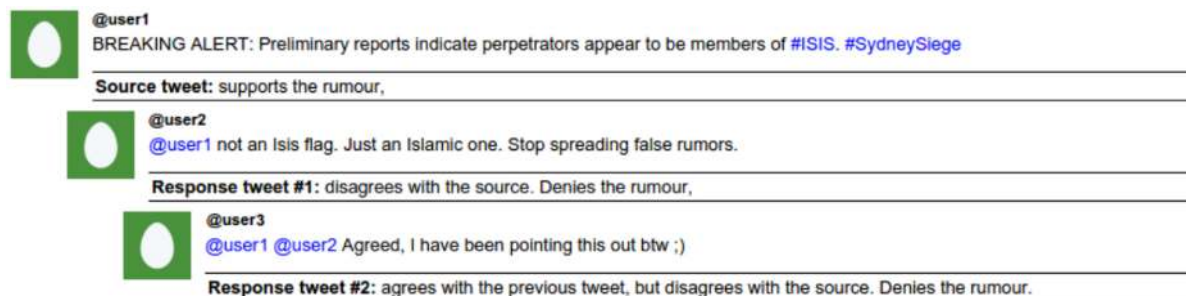 @user1
BREAKING ALERT: Preliminary reports indicate perpetrators appear to be members of #ISIS. #SydneySiege
Source tweet: supports the rumour,
@user2
@user1 not an Isis flag. Just an Islamic one. Stop spreading false rumors.
Response tweet #1: disagrees with the source. Denies the rumour,
@user3
@user1 @user2 Agreed, I have been pointing this out btw ;)
Response tweet #2: agrees with the previous tweet, but disagrees with the source. Denies the rumour.